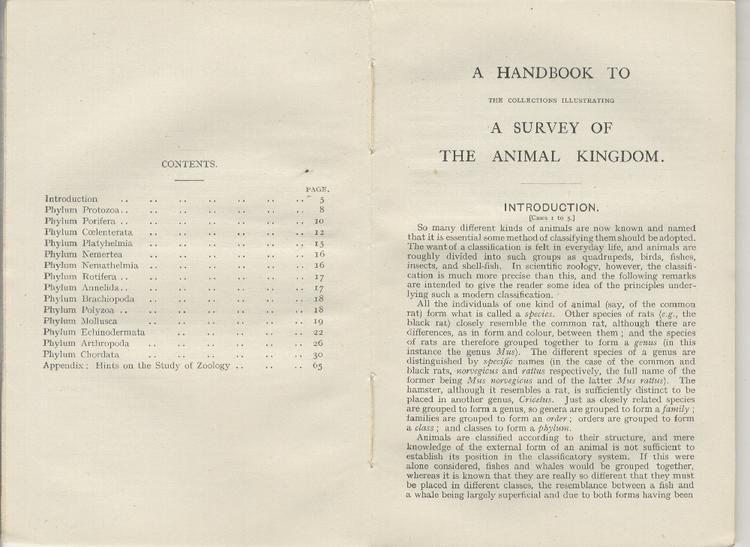 CONTENTS.
PAGE.
Introduction .. .. .. .. .. .. .. 5
Phylum Protozoa .. .. .. .. .. .. .. 8
Phylum Porifera .. .. .. .. .. .. .. 10
Phylum Cœlenterata .. .. .. .. .. .. 12
Phylum Platyhelmia .. .. .. .. .. .. 15
Phylum Nemertea .. .. .. .. .. .. 16
Phylum Nemathelmia .. .. .. .. .. .. 16
Phylum Rotifera .. .. .. .. .. .. .. 17
Phylum Annelida .. .. .. .. .. .. .. 17
Phylum Brachiopoda .. .. .. .. .. .. 18
Phylum Polyzoa .. .. .. .. .. .. .. 18
Phylum Mollusca .. .. .. .. .. .. 19
Phylum Echinodermata .. .. .. .. .. 22
Phylum Arthropoda .. .. .. .. .. .. 26
Phylum Chordata .. .. .. .. .. .. 30
Appendix: Hints on the Study of Zoology .. .. .. 65
A HANDBOOK TO
THE COLLECTIONS ILLUSTRATING
A SURVEY OF
THE ANIMAL KINGDOM.
INTRODUCTION.
[Cases 1 to 5.]
So many different kinds of animals are now known and named
that it is essential some method of classifying them should be adopted.
The want of a classification is felt in everyday life, and animals are
roughly divided into such groups as quadrupeds, birds, fishes,
insects, and shell-fish. In scientific zoology, however, the classifi-
cation is much more precise than this, and the following remarks
are intended to give the reader some idea of the principles under-
lying such a modern classification.
All the individuals of one kind of animal (say, of the common
rat) form what is called a species. Other species of rats (e.g., the
black rat) closely resemble the common rat, although there are
differences, as in form and colour, between them; and the species
of rats are therefore grouped together to form a genus (in this
instance the genus Mus). The different species of a genus are
distinguished by specific names (in the case of the common and
black rats, norvegicus and rattus respectively, the full name of the
former being Mus norvegicus and of the latter Mus rattus). The
hamster, although it resembles a rat, is sufficiently distinct to be
placed in another genus, Cricetus. Just as closely related species
are grouped to form a genus, so genera are grouped to form a family;
families are grouped to form an order; orders are grouped to form
a class; and classes to form a phylum.
Animals are classified according to their structure, and mere
knowledge of the external form of an animal is not sufficient to
establish its position in the classificatory system. If this were
alone considered, fishes and whales would be grouped together,
whereas it is known that they are really so different that they must
be placed in different classes, the resemblance between a fish and
a whale being largely superficial and due to both forms having been